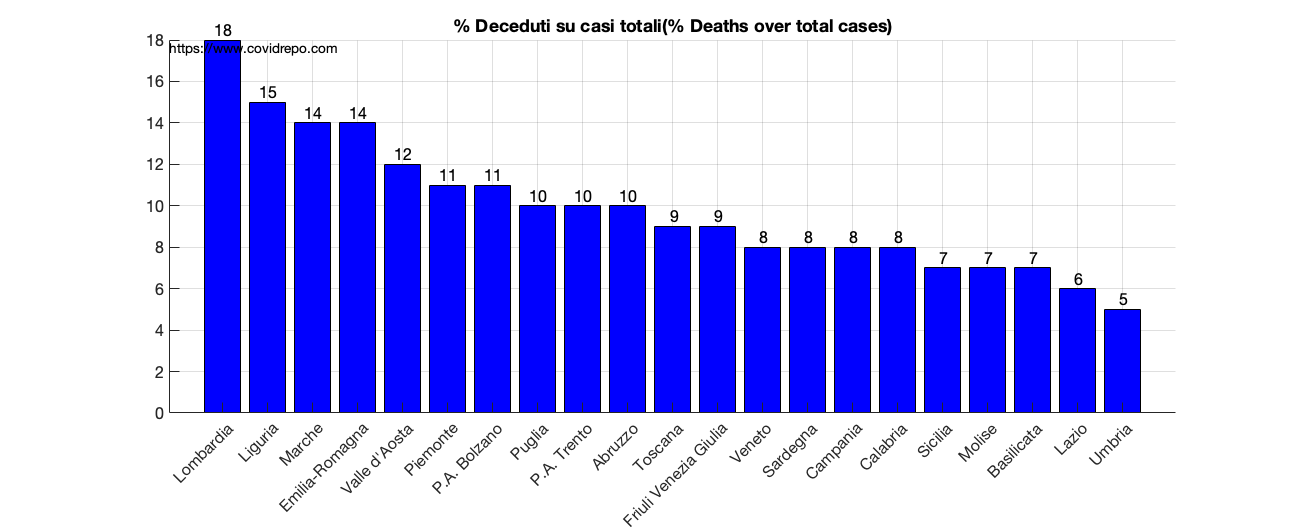 % Deceduti su casi totali(% Deaths over total cases)
https://www.covidrepo.com
18
16
14
12
10
8
6
4
2
0
18
15
14
14
12
11
11
10
10
10
9
9
8
8
8
8
7
7
7
6
5
Lombardia
Liguria
Marche
Emilia-Romagna
Valle d'Aosta
Piemonte
P.A. Bolzano
Puglia
P.A. Trento
Abruzzo
Toscana
Friuli Venezia Giulia
Veneto
Sardegna
Campania
Calabria
Sicilia
Molise
Basilicata
Lazio
Umbria